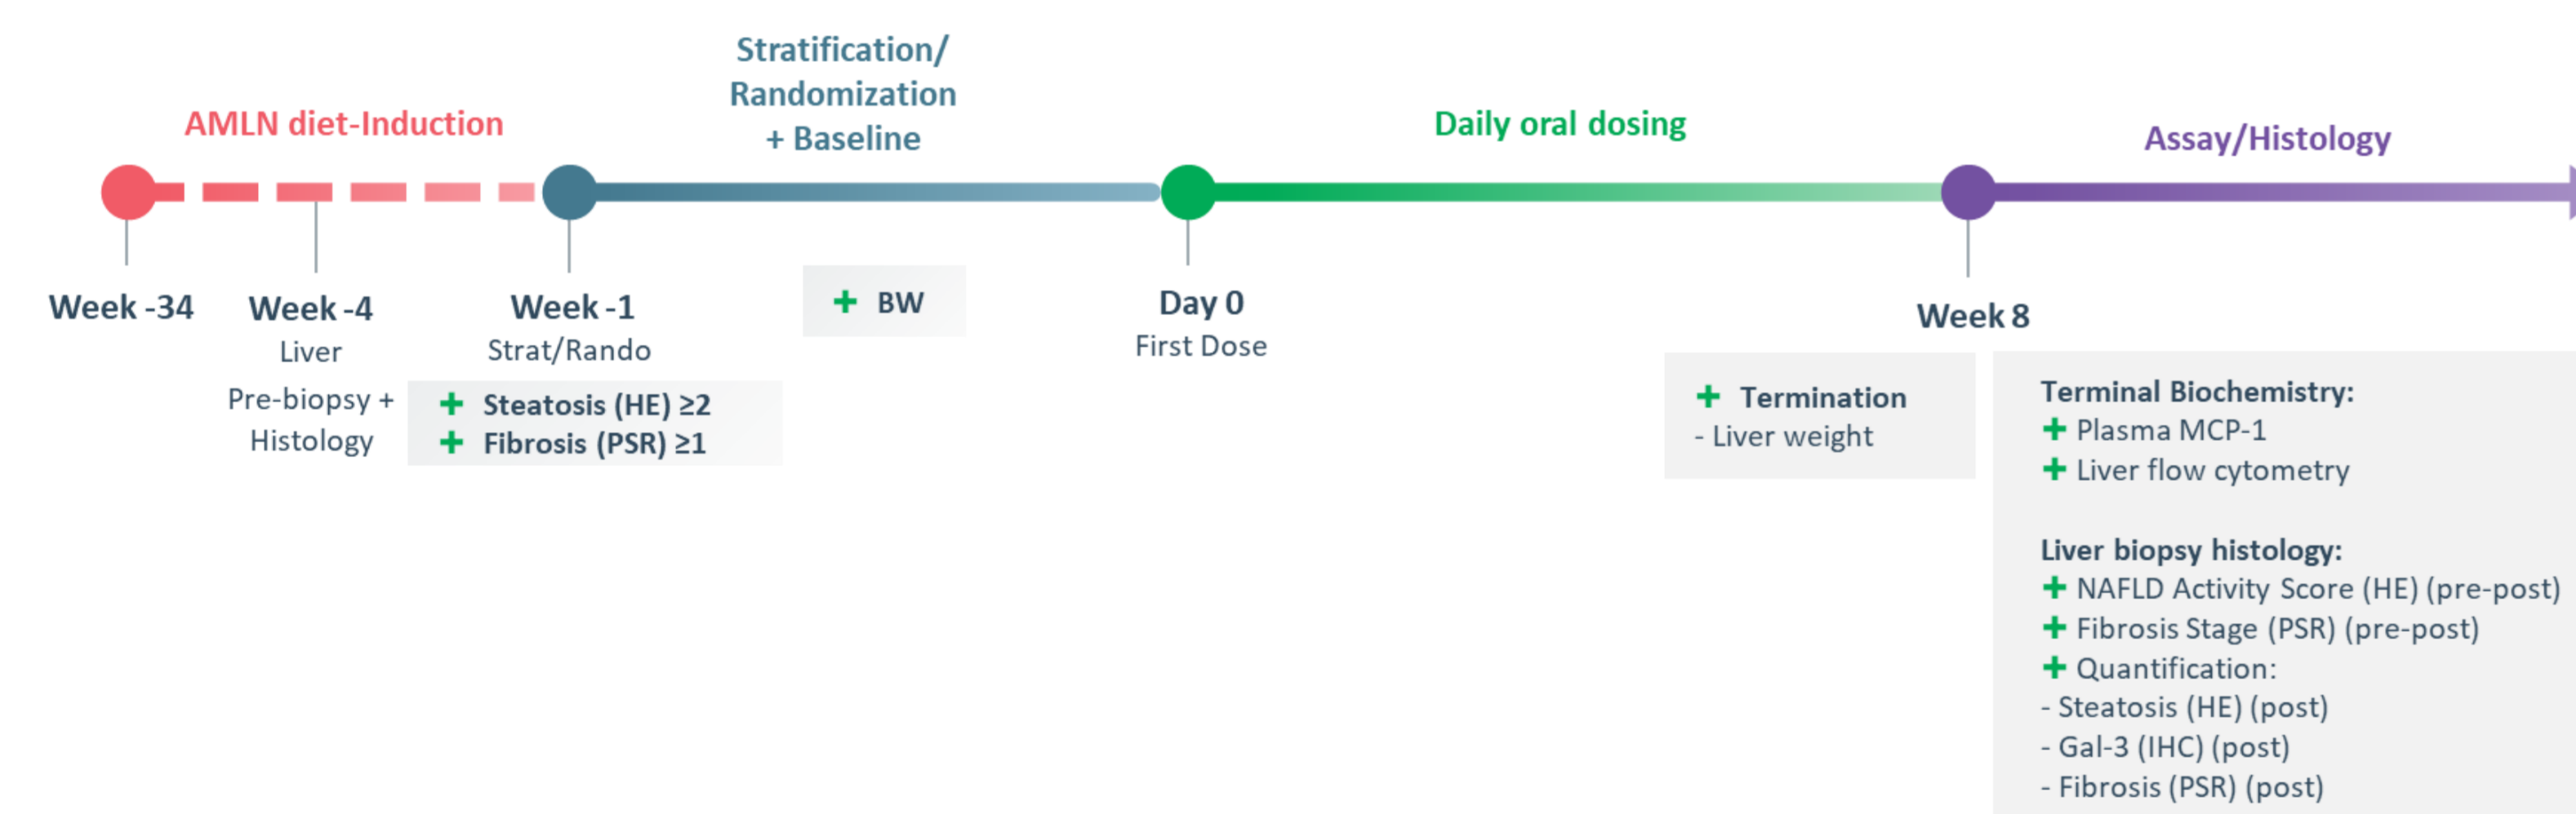 AMLN diet-Induction
Stratification/
Randomization
+ Baseline
Daily oral dosing
Assay/Histology
Week -34
Week -4
Liver
Pre-biopsy +
Histology
Week -1
Strat/Rando
+ Steatosis (HE) ≥2
+ Fibrosis (PSR) ≥1
+ BW
Day 0
First Dose
Week 8
+ Termination
- Liver weight
Terminal Biochemistry:
+ Plasma MCP-1
+ Liver flow cytometry
Liver biopsy histology:
+ NAFLD Activity Score (HE) (pre-post)
+ Fibrosis Stage (PSR) (pre-post)
+ Quantification:
- Steatosis (HE) (post)
- Gal-3 (IHC) (post)
- Fibrosis (PSR) (post)